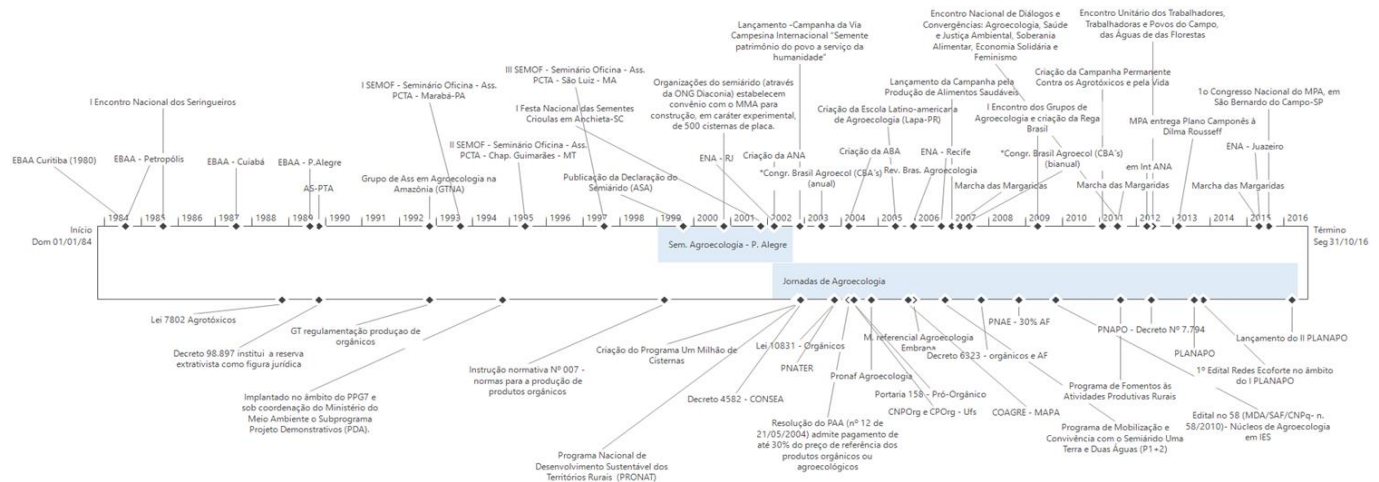 EBAA Curitiba (1980)
I Encontro Nacional dos Seringueiros
EBAA - Petrópolis
EBAA - Cuiabá
EBAA - P.Alegre
AS-PTA
I SEMOF - Seminário Oficina - Ass.
PCTA - Marabá-PA
Grupo de Ass em Agroecologia na
Amazônia (GTNA)
II SEMOF - Seminário Oficina - Ass.
PCTA - Chap. Guimarães - MT
III SEMOF - Seminário Oficina - Ass.
PCTA - São Luiz - MA
I Festa Nacional das Sementes
Crioulas em Anchieta-SC
Publicação da Declaração do
Semiárido (ASA)
Organizações do semiárido (através
da ONG Diaconia) estabelecem
convênio com o MMA para
construção, em caráter experimental,
de 500 cisternas de placa.
ENA - RJ
Lançamento -Campanha da Via
Campesina Internacional "Semente
patrimônio do povo a serviço da
humanidade"
Criação da ANA
*Congr. Brasil Agroecol (CBA's)
(anual)
Criação da Escola Latino-americana
de Agroecologia (Lapa-PR)
Criação da ABA
Rev. Bras. Agroecologia
Lançamento da Campanha pela
Produção de Alimentos Saudáveis
ENA - Recife
Marcha das Margaridas
Encontro Nacional de Diálogos e
Convergências: Agroecologia, Saúde
e Justiça Ambiental, Soberania
Alimentar, Economia Solidária e
Feminismo
I Encontro dos Grupos de
Agroecologia e criação da Rega
Brasil
*Congr. Brasil Agroecol (CBA's)
(bianual)
Criação da Campanha Permanente
Contra os Agrotóxicos e pela Vida
Marcha das Margaridas
Encontro Unitário dos Trabalhadores,
Trabalhadoras e Povos do Campo,
das Águas de das Florestas
em Int ANA
MPA entrega Plano Camponês à
Dilma Rousseff
1o Congresso Nacional do MPA, em
São Bernardo do Campo-SP
ENA - Juazeiro
Marcha das Margaridas
1984 1985 1986 1987 1988 1989 1990 1991 1992 1993 1994 1995 1996 1997 1998 1999 2000 2001 2002 2003 2004 2005 2006 2007 2008 2009 2010 2011 2012 2013 2014 2015 2016
Início
Dom 01/01/84
Término
Seg 31/10/16
Sem. Agroecologia - P. Alegre
Jornadas de Agroecologia
Lei 7802 Agrotóxicos
Decreto 98.897 institui a reserva
extrativista como figura jurídica
GT regulamentação produçao de
orgânicos
Implantado no âmbito do PPG7 e
sob coordenação do Ministério do
Meio Ambiente o Subprograma
Projeto Demonstrativos (PDA).
Instrução normativa Nº 007 -
normas para a produção de
produtos orgânicos
Criação do Programa Um Milhão de
Cisternas
Programa Nacional de
Desenvolvimento Sustentável dos
Territórios Rurais (PRONAT)
Decreto 4582 - CONSEA
Lei 10831 - Orgânicos
PNATER
Resolução do PAA (nº 12 de
21/05/2004) admite pagamento de
até 30% do preço de referência dos
produtos orgânicos ou
agroecológicos
Pronaf Agroecologia
M. referencial Agroecologia
Embrapa
Portaria 158 - Pró-Orgânico
CNPOrg e CPOrg - Ufs
COAGRE - MAPA
Decreto 6323 - orgânicos e AF
PNAE - 30% AF
Programa de Mobilização e
Convivência com o Semiárido Uma
Terra e Duas Águas (P1+2)
Programa de Fomentos às
Atividades Produtivas Rurais
PNAPO - Decreto Nº 7.794
PLANAPO
1º Edital Redes Ecoforte no âmbito
do I PLANAPO
Edital no 58 (MDA/SAF/CNPq- n.
58/2010)- Núcleos de Agroecologia
em IES
Lançamento do II PLANAPO